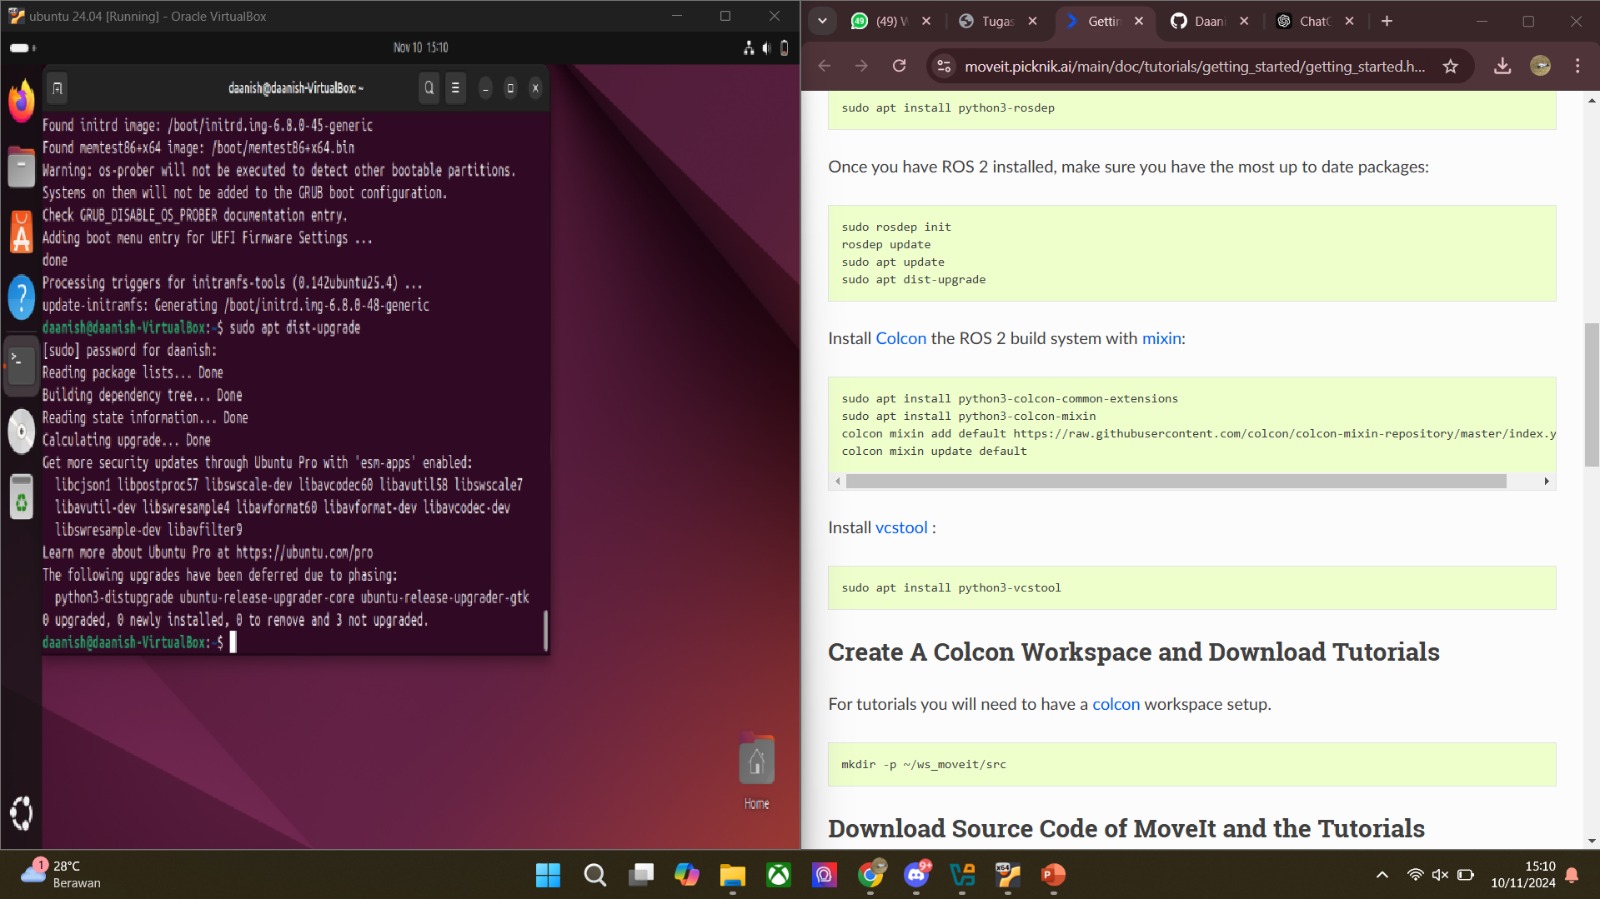 ubuntu 24.04 [Running] - Oracle VirtualBox
Nov 10 15:10
daanish@daanish-VirtualBox: ~
Found initrd image: /boot/initrd.img-6.8.0-45-generic
Found memtest86+x64 image: /boot/memtest86+x64.bin
Warning: os-prober will not be executed to detect other bootable partitions.
Systems on them will not be added to the GRUB boot configuration.
Check GRUB_DISABLE_OS_PROBER documentation entry.
Adding boot menu entry for UEFI Firmware Settings ...
done
Processing triggers for initramfs-tools (0.142ubuntu25.4) ...
update-initramfs: Generating /boot/initrd.img-6.8.0-48-generic
daanish@daanish-VirtualBox:~$ sudo apt dist-upgrade
[sudo] password for daanish:
Reading package lists... Done
Building dependency tree... Done
Reading state information... Done
Calculating upgrade... Done
Get more security updates through Ubuntu Pro with 'esm-apps' enabled:
libcjson1 libpostproc57 libswscale-dev libavcodec60 libavutil58 libswscale7
libavutil-dev libswresample4 libavformat60 libavformat-dev libavcodec-dev
libswresample-dev libavfilter9
Learn more about Ubuntu Pro at https://ubuntu.com/pro
The following upgrades have been deferred due to phasing:
python3-distupgrade ubuntu-release-upgrader-core ubuntu-release-upgrader-gtk
0 upgraded, 0 newly installed, 0 to remove and 3 not upgraded.
daanish@daanish-VirtualBox:~$
Home
(49) W
Tugas
Gettin
Daani
ChatG
moveit.picknik.ai/main/doc/tutorials/getting_started/getting_started.h...
sudo apt install python3-rosdep
Once you have ROS 2 installed, make sure you have the most up to date packages:
sudo rosdep init
rosdep update
sudo apt update
sudo apt dist-upgrade
Install Colcon the ROS 2 build system with mixin:
sudo apt install python3-colcon-common-extensions
sudo apt install python3-colcon-mixin
colcon mixin add default https://raw.githubusercontent.com/colcon/colcon-mixin-repository/master/index.y
colcon mixin update default
Install vcstool :
sudo apt install python3-vcstool
Create A Colcon Workspace and Download Tutorials
For tutorials you will need to have a colcon workspace setup.
mkdir -p ~/ws_moveit/src
Download Source Code of MoveIt and the Tutorials
1
28°C
Berawan
9+
15:10
10/11/2024